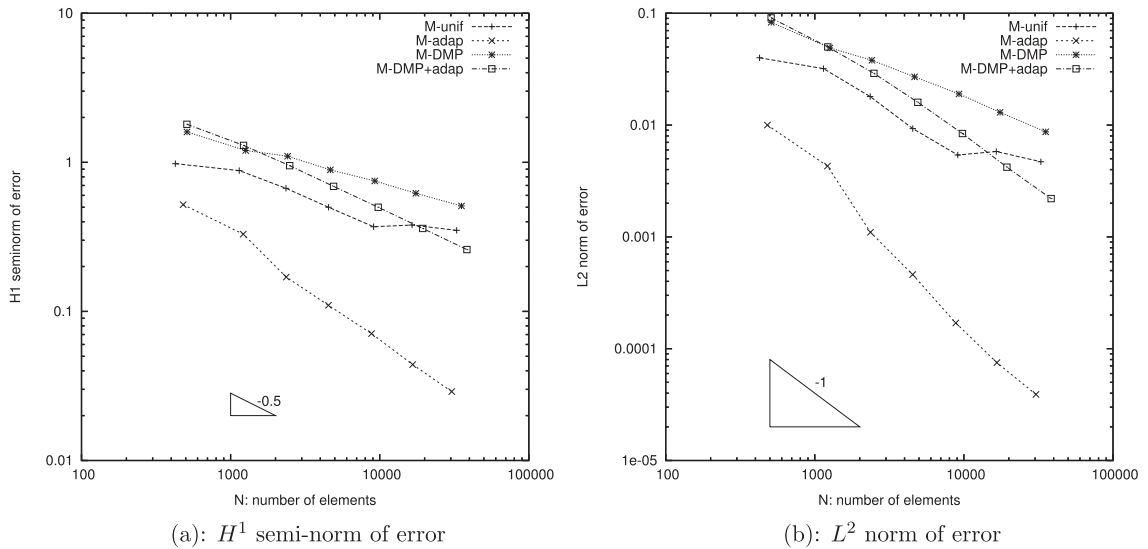 10
1
0.1
0.01
100
1000
10000
100000
H1 seminorm of error
N: number of elements
M-unif
M-adap
M-DMP
M-DMP+adap
-0.5
(a): H¹ semi-norm of error
0.1
0.01
0.001
0.0001
1e-05
100
1000
10000
100000
L2 norm of error
N: number of elements
M-unif
M-adap
M-DMP
M-DMP+adap
-1
(b): L² norm of error